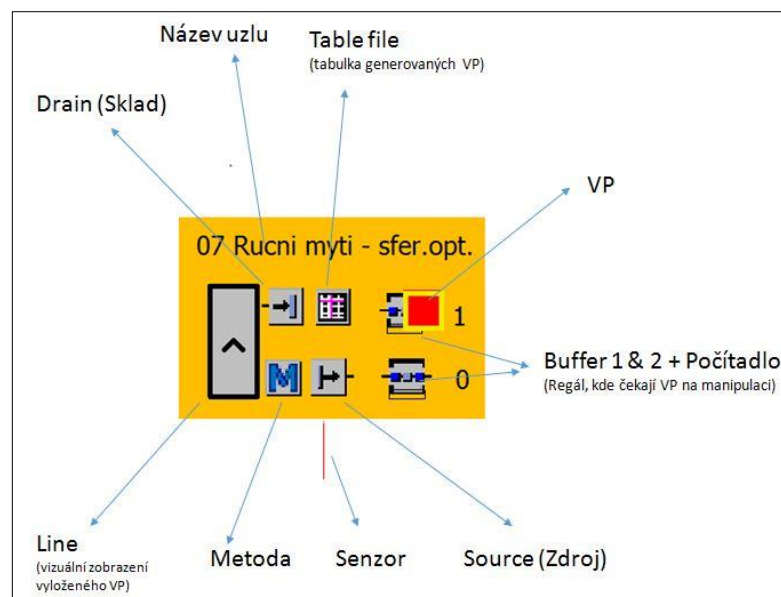 Název uzlu
Table file
(tabulka generovaných VP)
Drain (Sklad)
VP
07 Rucni myti - sfer.opt.
1
M
0
Buffer 1 & 2 + Počítadlo
(Regál, kde čekají VP na manipulaci)
Line
(vizuální zobrazení
vyloženého VP)
Metoda
Senzor
Source (Zdroj)